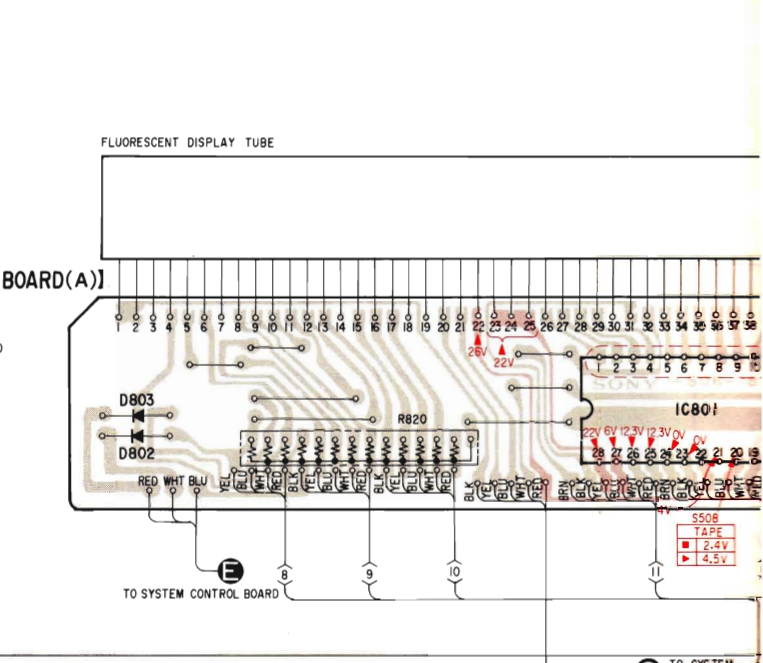 FLUORESCENT DISPLAY TUBE
BOARD(A)】
1 2 3 4 5 6 7 8 9 10 11 12 13 14 15 16 17 18 19 20 21 22 23 24 25 26 27 28 29 30 31 32 33 34 35 36 37 38
26V
22V
1 2 3 4 5 6 7 8 9
SONY
D803
IC801
R820
22V 6V 12.3V 12.3V 0V 0V
D802
28 27 26 25 24 23 22 21 20 19
RED WHT BLU
YEL BLU WHT RED BLK YEL BLU WHT RED BLK YEL BLU WHT RED
BLK YEL BLU WHT RED
BRN BLK YEL BLU WHT RED BRN BLK YEL BLU WHT RED
4V
S508
TAPE
■ 2.4V
▶ 4.5V
E
8 9 10 11
TO SYSTEM CONTROL BOARD
TO SYSTEM